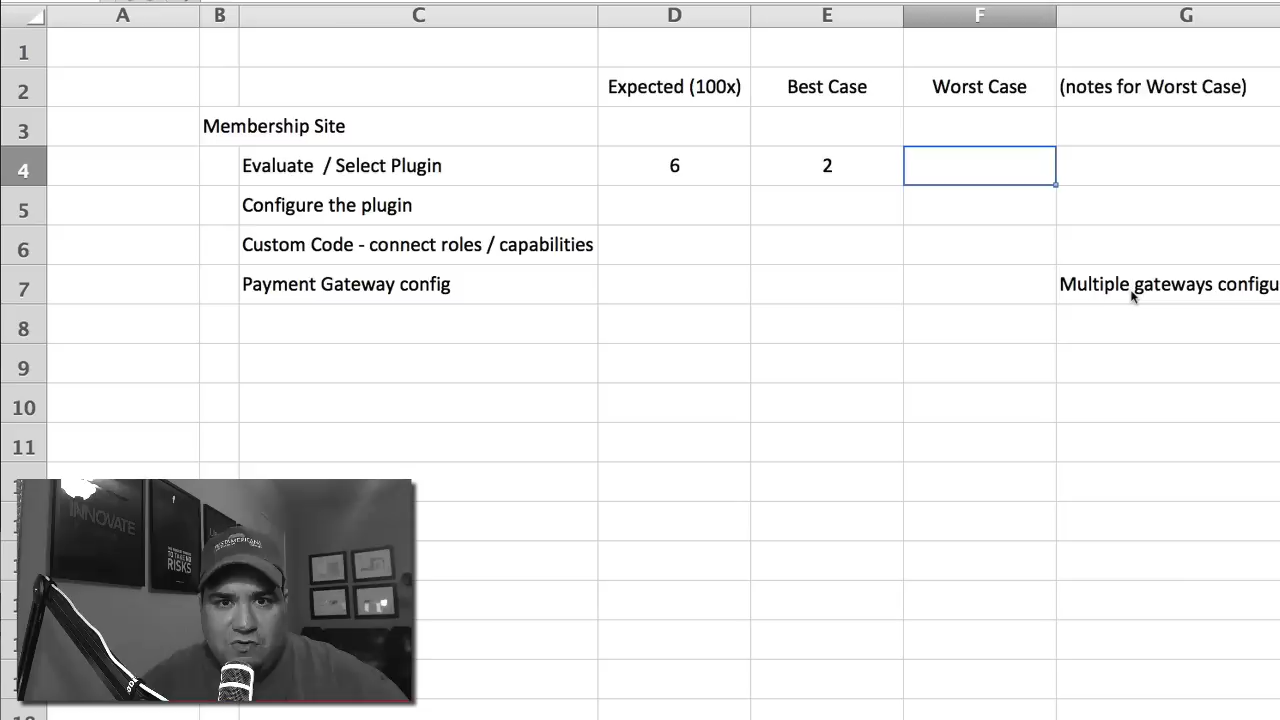 A B C D E F G
1
2 Expected (100x) Best Case Worst Case (notes for Worst Case)
3 Membership Site
4 Evaluate / Select Plugin 6 2
5 Configure the plugin
6 Custom Code - connect roles / capabilities
7 Payment Gateway config Multiple gateways configu
8
9
10
11
INNOVATE
RISKS